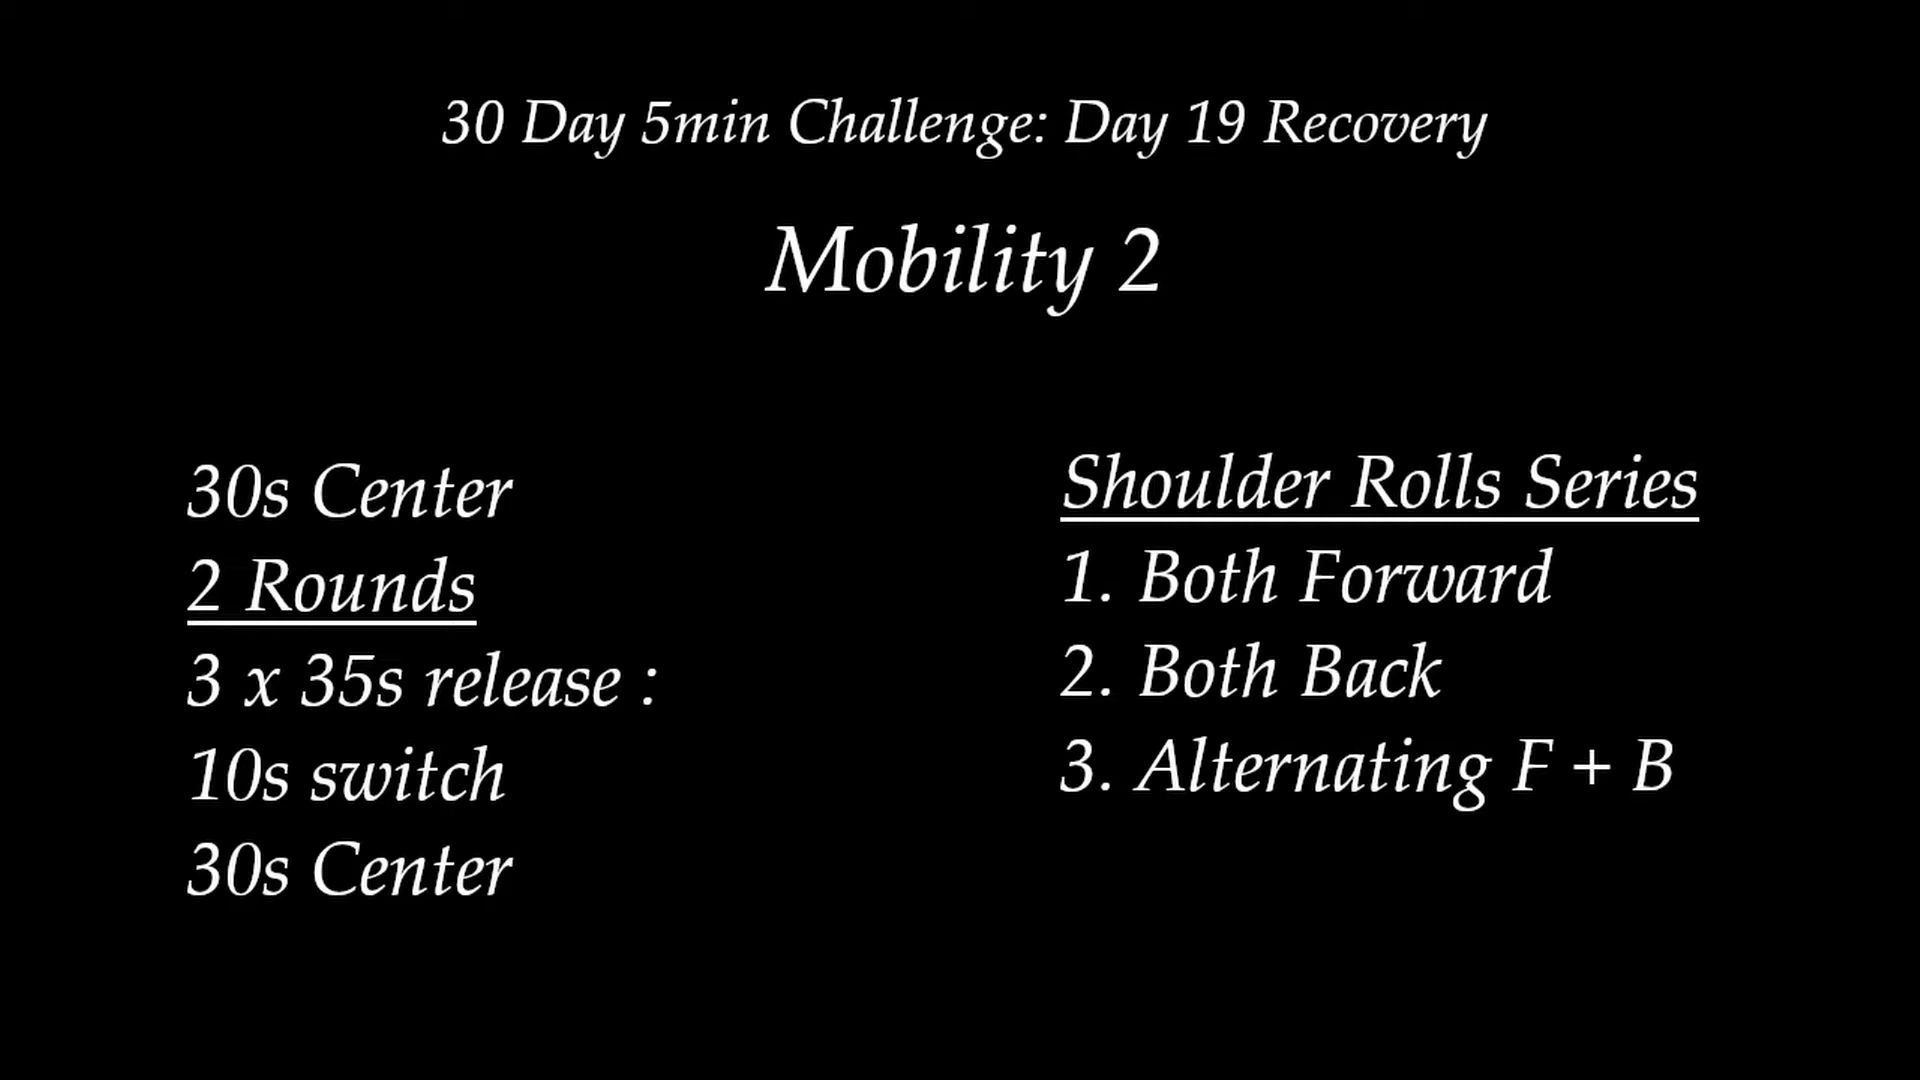 30 Day 5min Challenge: Day 19 Recovery
Mobility 2
30s Center
2 Rounds
3 x 35s release :
10s switch
30s Center
Shoulder Rolls Series
1. Both Forward
2. Both Back
3. Alternating F + B